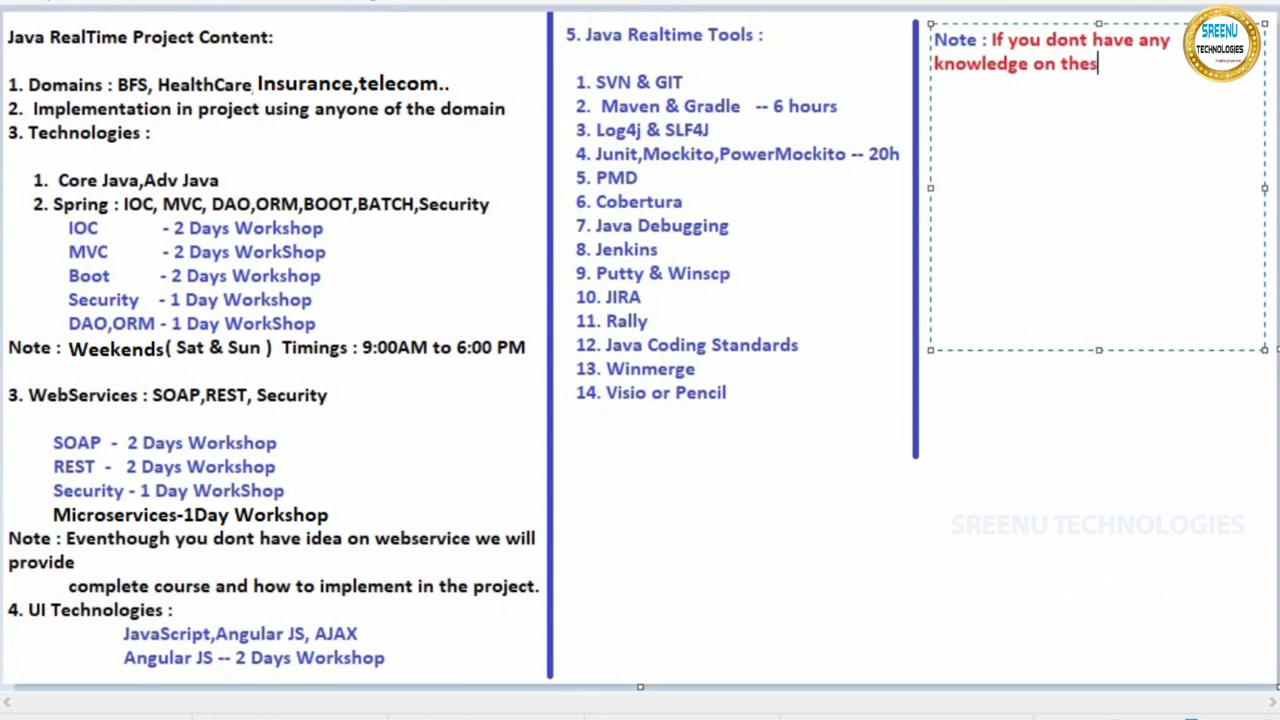 Java RealTime Project Content:
1. Domains : BFS, HealthCare, Insurance,telecom..
2. Implementation in project using anyone of the domain
3. Technologies :
1. Core Java,Adv Java
2. Spring : IOC, MVC, DAO,ORM,BOOT,BATCH,Security
IOC - 2 Days Workshop
MVC - 2 Days WorkShop
Boot - 2 Days Workshop
Security - 1 Day Workshop
DAO,ORM - 1 Day WorkShop
Note : Weekends( Sat & Sun ) Timings : 9:00AM to 6:00 PM
3. WebServices : SOAP,REST, Security
SOAP - 2 Days Workshop
REST - 2 Days Workshop
Security - 1 Day WorkShop
Microservices-1Day Workshop
Note : Eventhough you dont have idea on webservice we will
provide
complete course and how to implement in the project.
4. UI Technologies :
JavaScript,Angular JS, AJAX
Angular JS -- 2 Days Workshop
5. Java Realtime Tools :
1. SVN & GIT
2. Maven & Gradle -- 6 hours
3. Log4j & SLF4J
4. Junit,Mockito,PowerMockito -- 20h
5. PMD
6. Cobertura
7. Java Debugging
8. Jenkins
9. Putty & Winscp
10. JIRA
11. Rally
12. Java Coding Standards
13. Winmerge
14. Visio or Pencil
Note : If you dont have any
knowledge on thes
SREENU
TECHNOLOGIES
SREENU TECHNOLOGIES